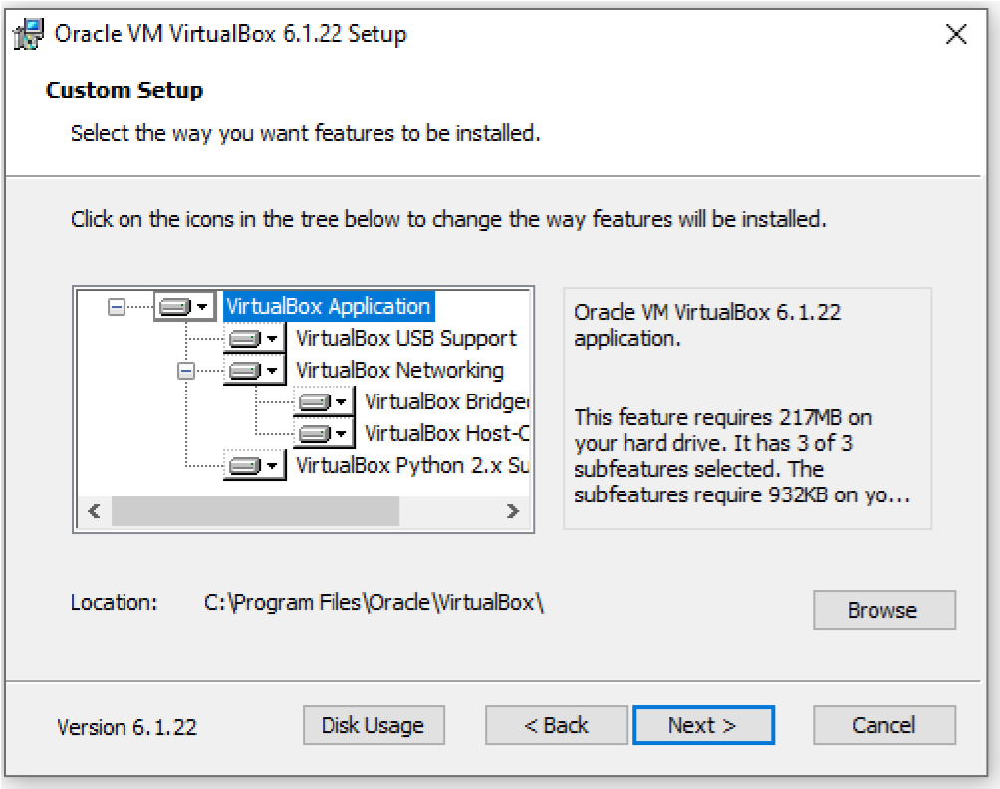 Oracle VM VirtualBox 6.1.22 Setup
Custom Setup
Select the way you want features to be installed.
Click on the icons in the tree below to change the way features will be installed.
VirtualBox Application
VirtualBox USB Support
VirtualBox Networking
VirtualBox Bridge
VirtualBox Host-C
VirtualBox Python 2.x Su
Oracle VM VirtualBox 6.1.22
application.
This feature requires 217MB on
your hard drive. It has 3 of 3
subfeatures selected. The
subfeatures require 932KB on yo...
Location: C:\Program Files\Oracle\VirtualBox\
Browse
Version 6.1.22
Disk Usage
< Back
Next >
Cancel